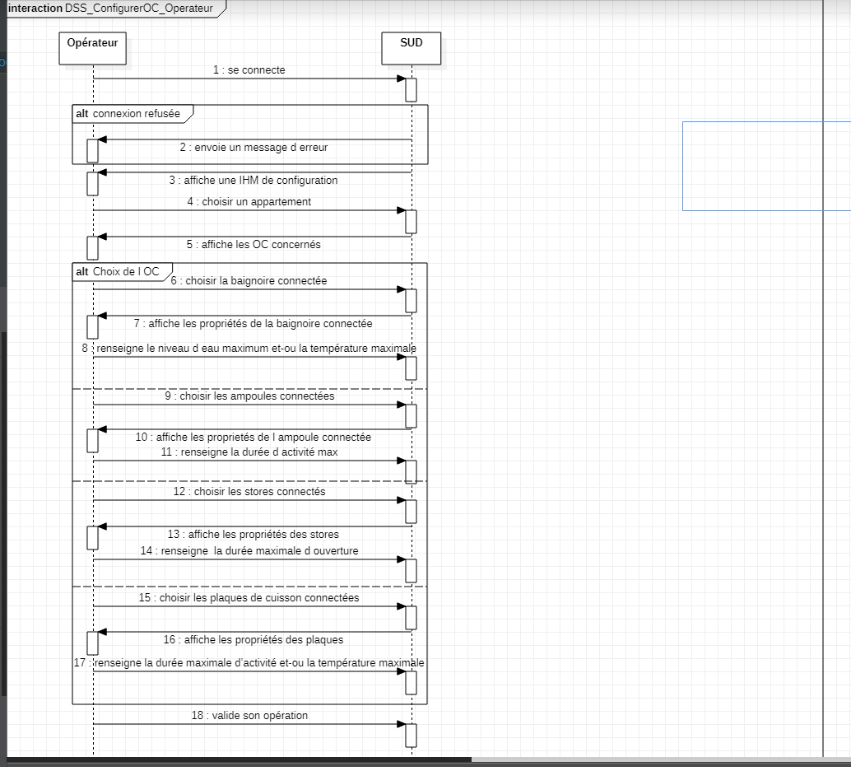 interaction DSS_ConfigurerOC_Operateur
Opérateur
SUD
1 : se connecte
alt connexion refusée
2 : envoie un message d erreur
3 : affiche une IHM de configuration
4 : choisir un appartement
5 : affiche les OC concernés
alt Choix de l OC
6 : choisir la baignoire connectée
7 : affiche les propriétés de la baignoire connectée
8 : renseigne le niveau d eau maximum et-ou la température maximale
9 : choisir les ampoules connectées
10 : affiche les proprietés de l ampoule connectée
11 : renseigne la durée d activité max
12 : choisir les stores connectés
13 : affiche les propriétés des stores
14 : renseigne la durée maximale d ouverture
15 : choisir les plaques de cuisson connectées
16 : affiche les propriétés des plaques
17 : renseigne la durée maximale d'activité et-ou la température maximale
18 : valide son opération